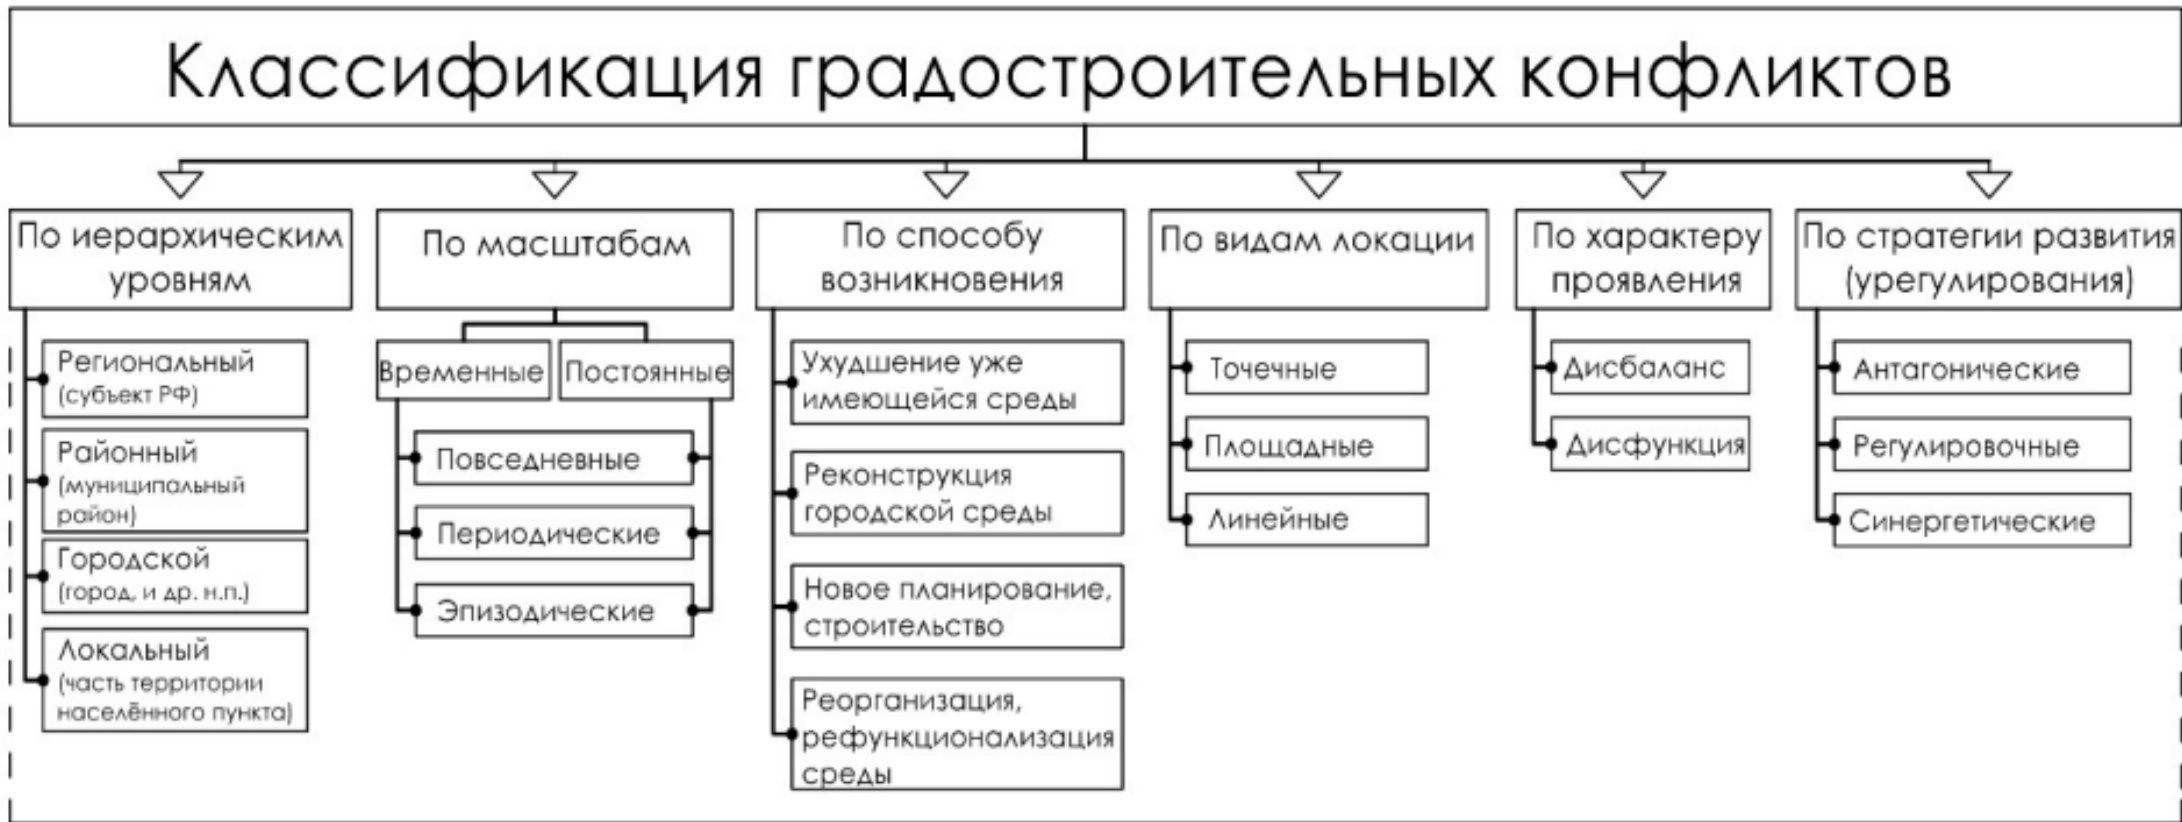 Классификация градостроительных конфликтов
По иерархическим
уровням
Региональный
(субъект РФ)
Районный
(муниципальный
район)
Городской
(город, и др. н.п.)
Локальный
(часть территории
населённого пункта)
По масштабам
Временные
Постоянные
Повседневные
Периодические
Эпизодические
По способу
возникновения
Ухудшение уже
имеющейся среды
Реконструкция
городской среды
Новое планирование,
строительство
Реорганизация,
рефункционализация
среды
По видам локации
Точечные
Площадные
Линейные
По характеру
проявления
Дисбаланс
Дисфункция
По стратегии развития
(урегулирования)
Антагонические
Регулировочные
Синергетические